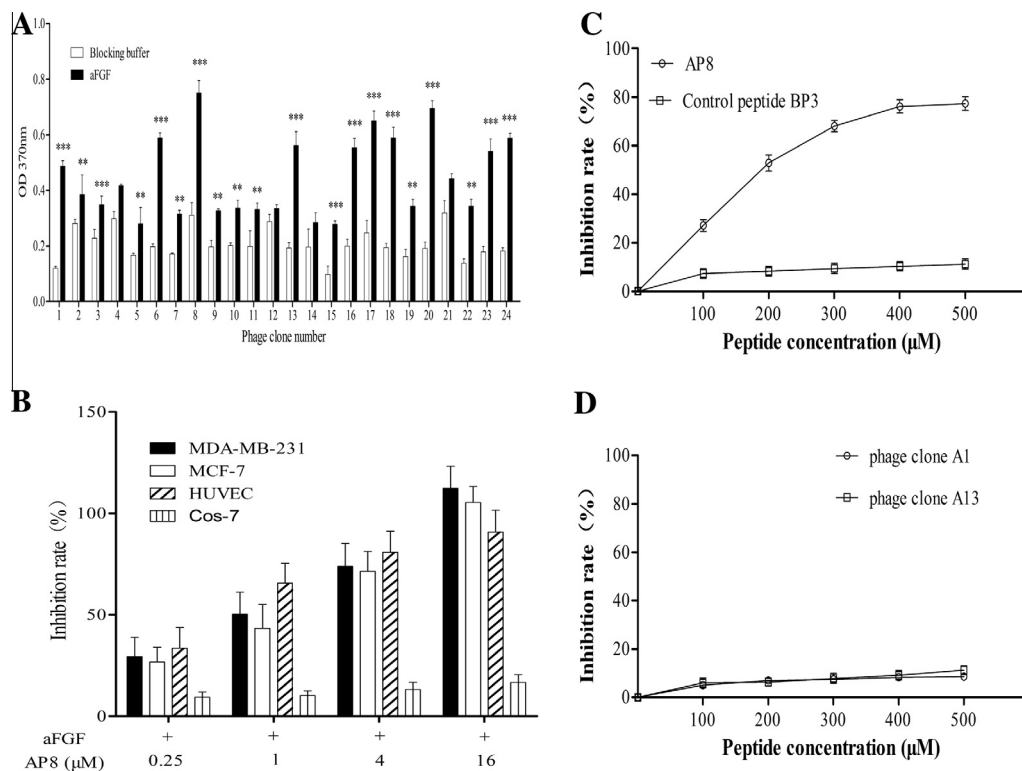 A
Blocking buffer
aFGF
OD 370nm
1.0
0.8
0.6
0.4
0.2
0.0
*** ** *** ** *** ** *** ** ** ** *** *** *** *** *** ** *** ** *** ***
1 2 3 4 5 6 7 8 9 10 11 12 13 14 15 16 17 18 19 20 21 22 23 24
Phage clone number
B
MDA-MB-231
MCF-7
HUVEC
Cos-7
Inhibition rate (%)
150
100
50
0
aFGF + + + +
AP8 (μM) 0.25 1 4 16
C
AP8
Control peptide BP3
Inhibition rate (%)
100
80
60
40
20
0
100 200 300 400 500
Peptide concentration (μM)
D
phage clone A1
phage clone A13
Inhibition rate (%)
100
80
60
40
20
0
100 200 300 400 500
Peptide concentration (μM)